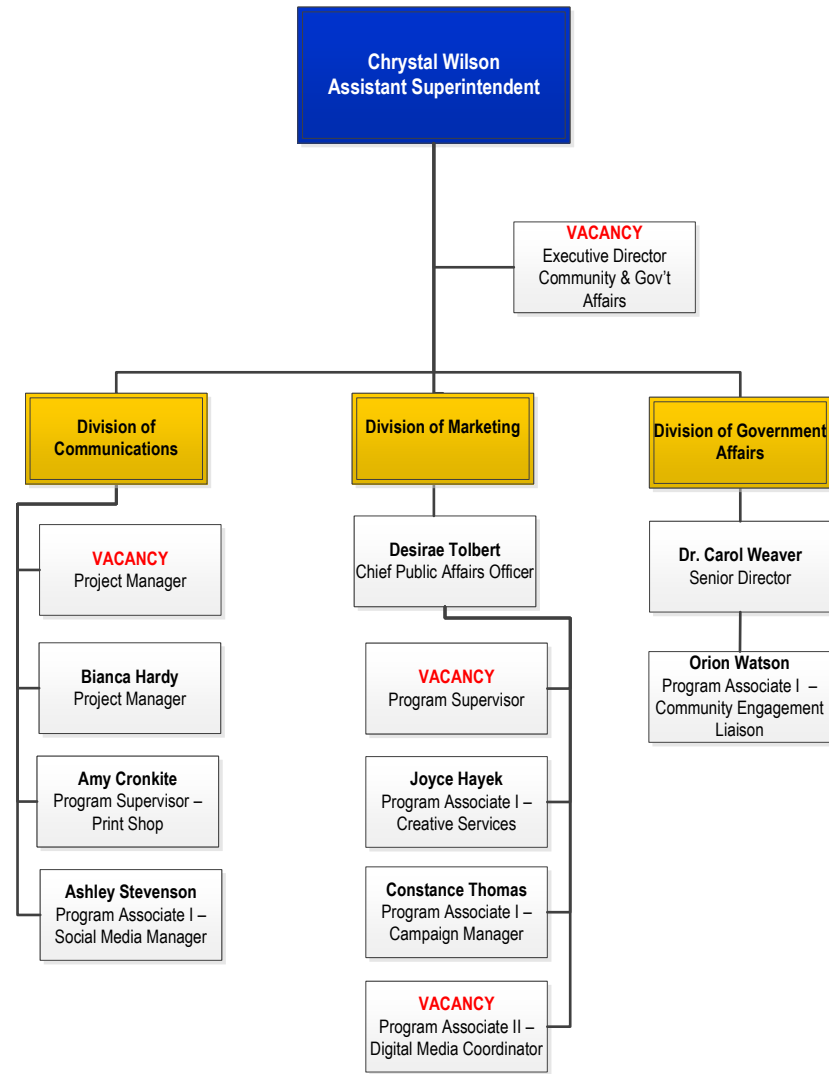 Chrystal Wilson
Assistant Superintendent
VACANCY
Executive Director
Community & Gov't
Affairs
Division of
Communications
VACANCY
Project Manager
Bianca Hardy
Project Manager
Amy Cronkite
Program Supervisor –
Print Shop
Ashley Stevenson
Program Associate I –
Social Media Manager
Division of Marketing
Desirae Tolbert
Chief Public Affairs Officer
VACANCY
Program Supervisor
Joyce Hayek
Program Associate I –
Creative Services
Constance Thomas
Program Associate I –
Campaign Manager
VACANCY
Program Associate II –
Digital Media Coordinator
Division of Government
Affairs
Dr. Carol Weaver
Senior Director
Orion Watson
Program Associate I –
Community Engagement
Liaison